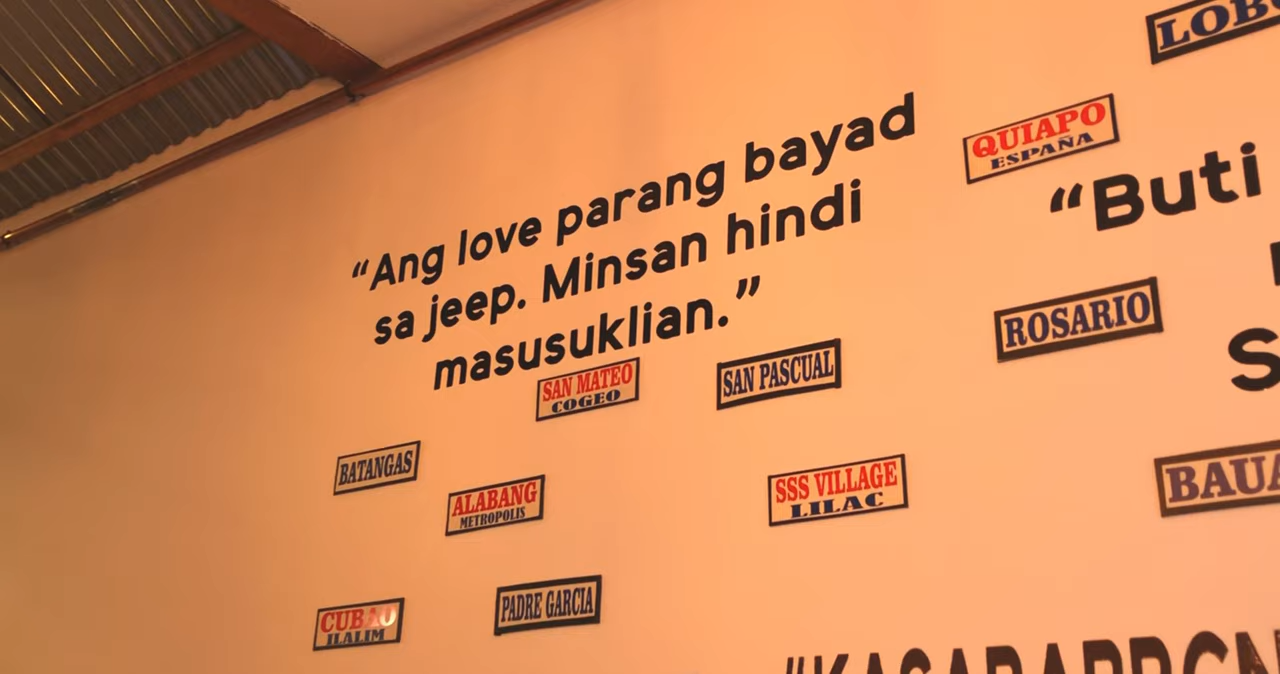 “Ang love parang bayad
sa jeep. Minsan hindi
masusuklian.”
QUIAPO
ESPAÑA
“Buti
ROSARIO
SAN MATEO
COGEO
SAN PASCUAL
BATANGAS
ALABANG
METROPOLIS
SSS VILLAGE
LILAC
CUBAO
ILALIM
PADRE GARCIA